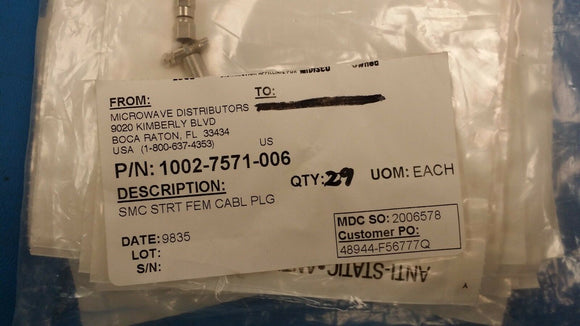 FROM:
TO:
MICROWAVE DISTRIBUTORS
9020 KIMBERLY BLVD
BOCA RATON, FL 33434
USA (1-800-637-4353) US
P/N: 1002-7571-006
DESCRIPTION:
QTY: 29 UOM: EACH
SMC STRT FEM CABL PLG
DATE: 9835
LOT:
S/N:
MDC SO: 2006578
Customer PO:
48944-F56777Q
ANTI-STATIC